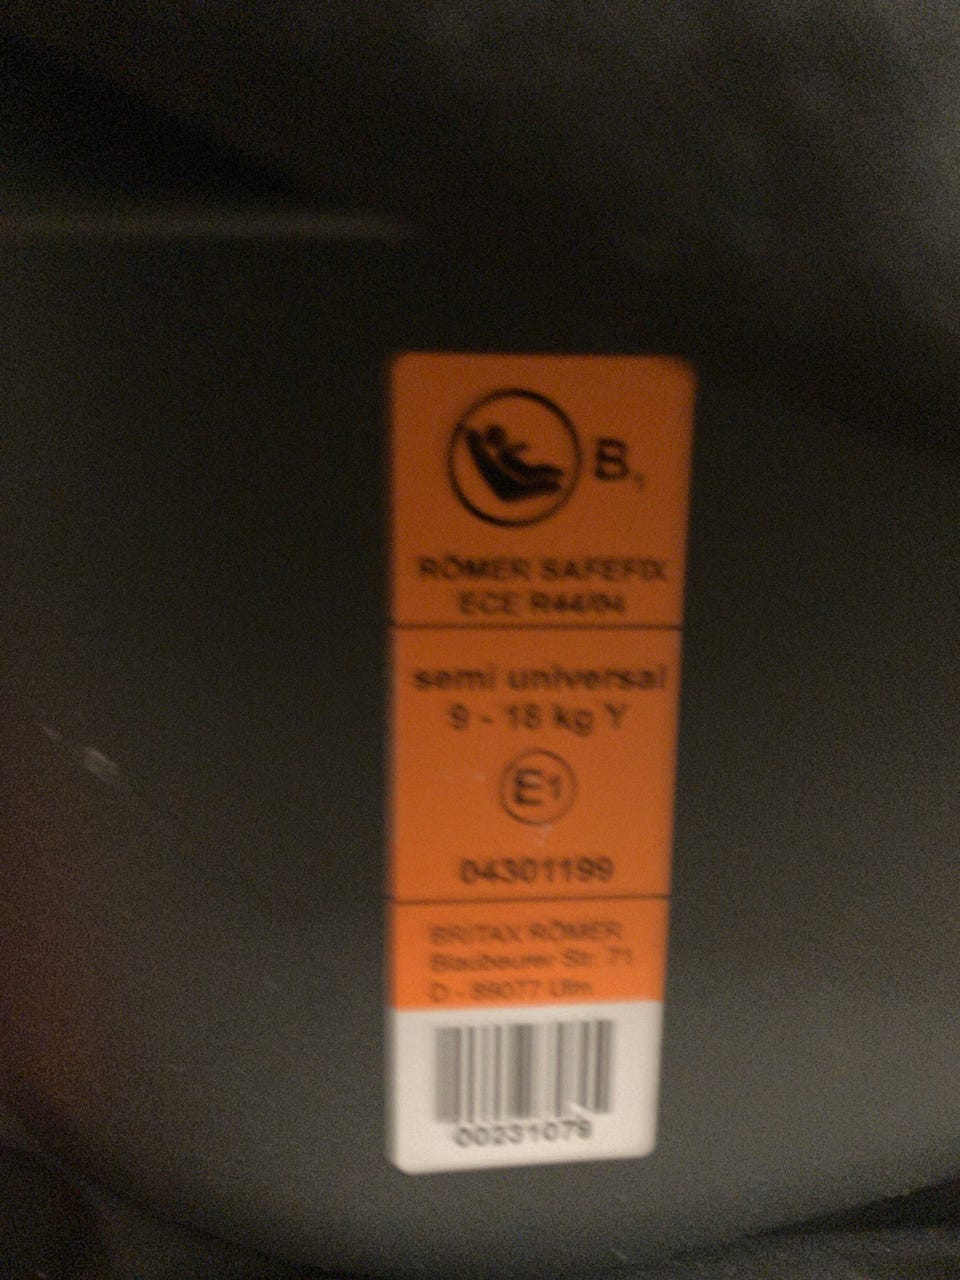 B1
RÖMER SAFEFIX
ECE R44/04
semi universal
9 - 18 kg Y
E1
04301199
BRITAX RÖMER
Blaubeurer Str. 71
D - 89077 Ulm
00231079